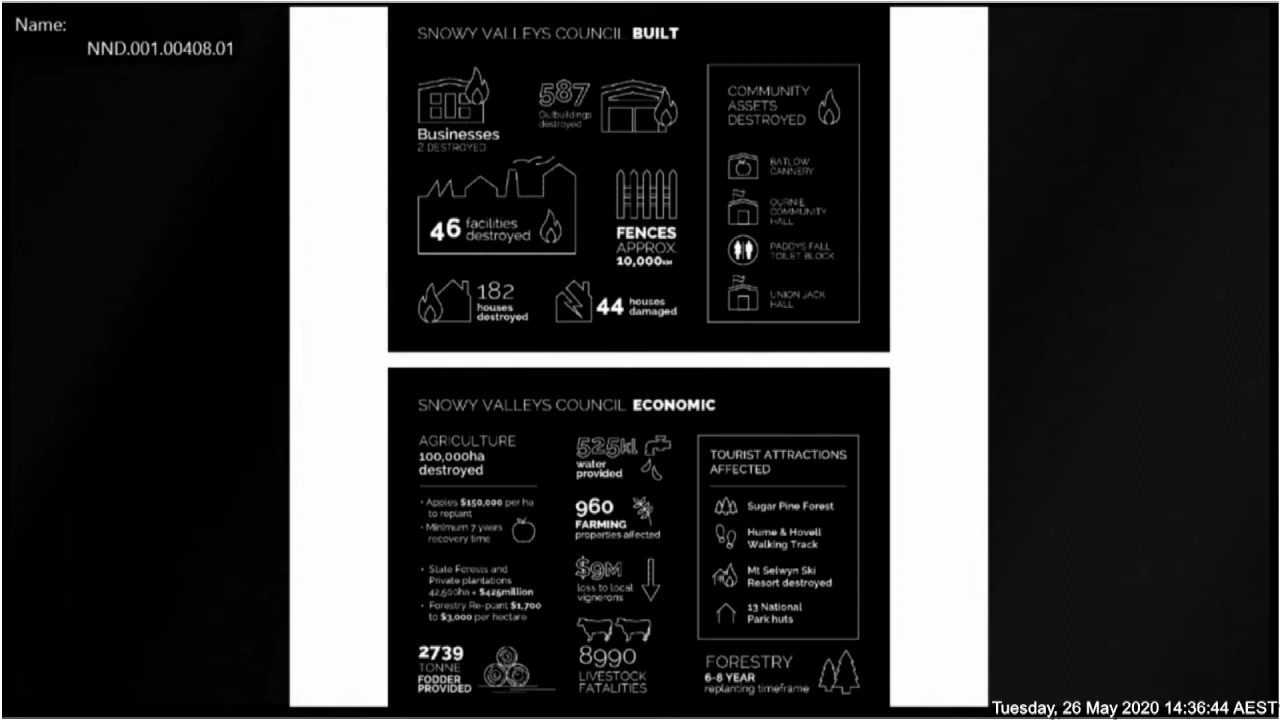 Name:
NND.001.00408.01
SNOWY VALLEYS COUNCIL BUILT
Businesses
2 DESTROYED
587
Outbuildings
destroyed
46 facilities
destroyed
FENCES
APPROX.
10,000KM
182
houses
destroyed
44 houses
damaged
COMMUNITY
ASSETS
DESTROYED
BATLOW
CANNERY
OURNIE
COMMUNITY
HALL
PADDYS FALL
TOILET BLOCK
UNION JACK
HALL
SNOWY VALLEYS COUNCIL ECONOMIC
AGRICULTURE
100,000ha
destroyed
• Apples $150,000 per ha
to replant
• Minimum 7 years
recovery time
• State Forests and
Private plantations
42,500ha = $425million
• Forestry Re-plant $1,700
to $3,000 per hectare
2739
TONNE
FODDER
PROVIDED
525kl
water
provided
960
FARMING
properties affected
$9M
loss to local
vignerons
8990
LIVESTOCK
FATALITIES
TOURIST ATTRACTIONS
AFFECTED
Sugar Pine Forest
Hume & Hovell
Walking Track
Mt Selwyn Ski
Resort destroyed
13 National
Park huts
FORESTRY
6-8 YEAR
replanting timeframe
Tuesday, 26 May 2020 14:36:44 AEST